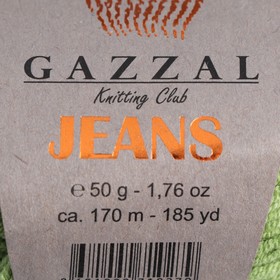 GAZZAL
Knitting Club
JEANS
℮ 50 g - 1,76 oz
ca. 170 m - 185 yd